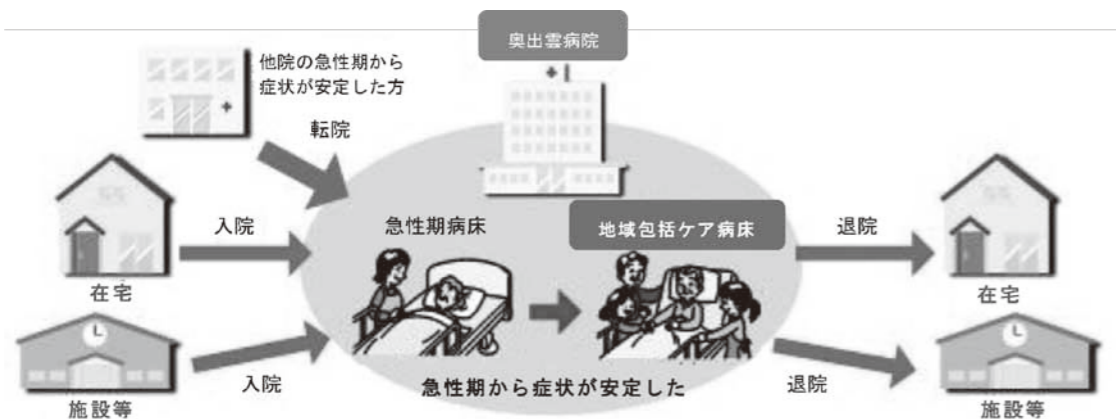 奥出雲病院
他院の急性期から
症状が安定した方
転院
入院
急性期病床
地域包括ケア病床
退院
在宅
在宅
入院
急性期から症状が安定した
退院
施設等
施設等